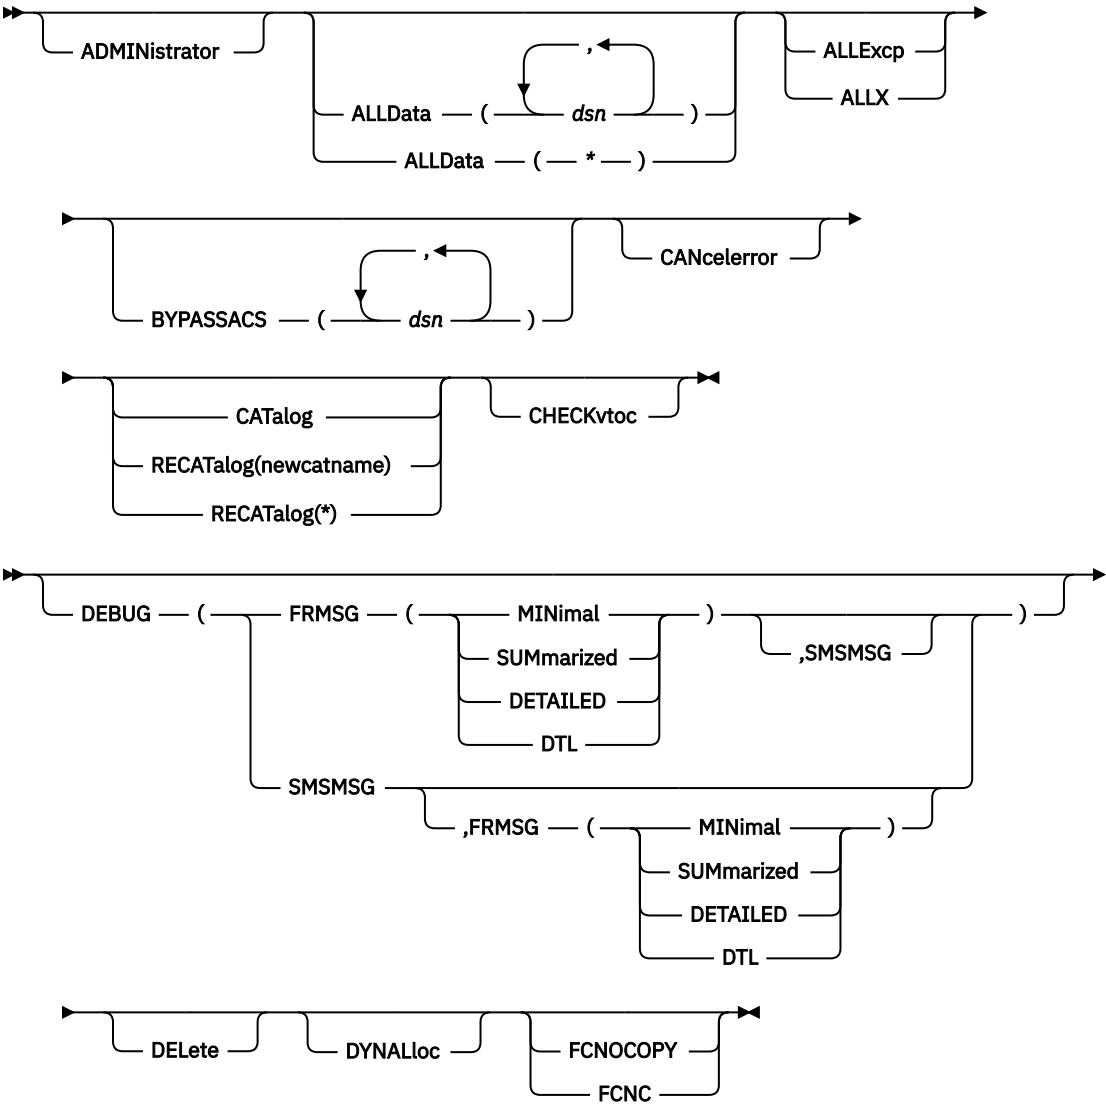 ADMINistrator
,
ALLExcp
ALLX
ALLData ( dsn )
ALLData ( * )
,
CANcelerror
BYPASSACS ( dsn )
CATalog
CHECKvtoc
RECATalog(newcatname)
RECATalog(*)
DEBUG ( FRMSG ( MINimal ) )
,SMSMSG
SUMmarized
DETAILED
DTL
SMSMSG
,FRMSG ( MINimal )
SUMmarized
DETAILED
DTL
DELete DYNALloc FCNOCOPY
FCNC